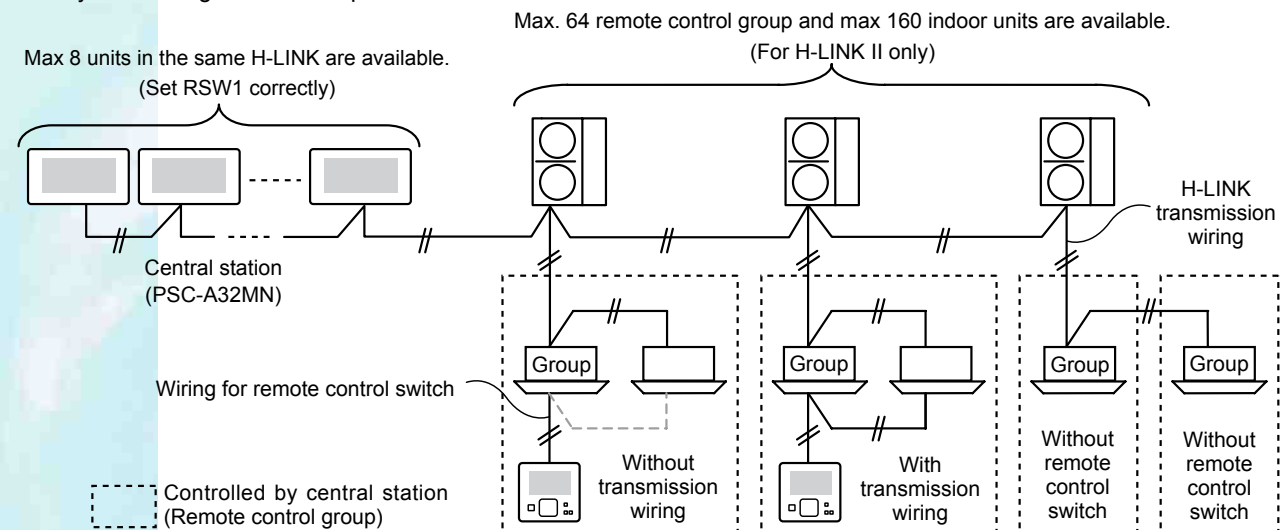 Max. 64 remote control group and max 160 indoor units are available.
(For H-LINK II only)
Max 8 units in the same H-LINK are available.
(Set RSW1 correctly)
H-LINK
transmission
wiring
Central station
(PSC-A32MN)
Group
Group
Group
Group
Wiring for remote control switch
Without
transmission
wiring
With
transmission
wiring
Without
remote
control
switch
Without
remote
control
switch
Controlled by central station
(Remote control group)